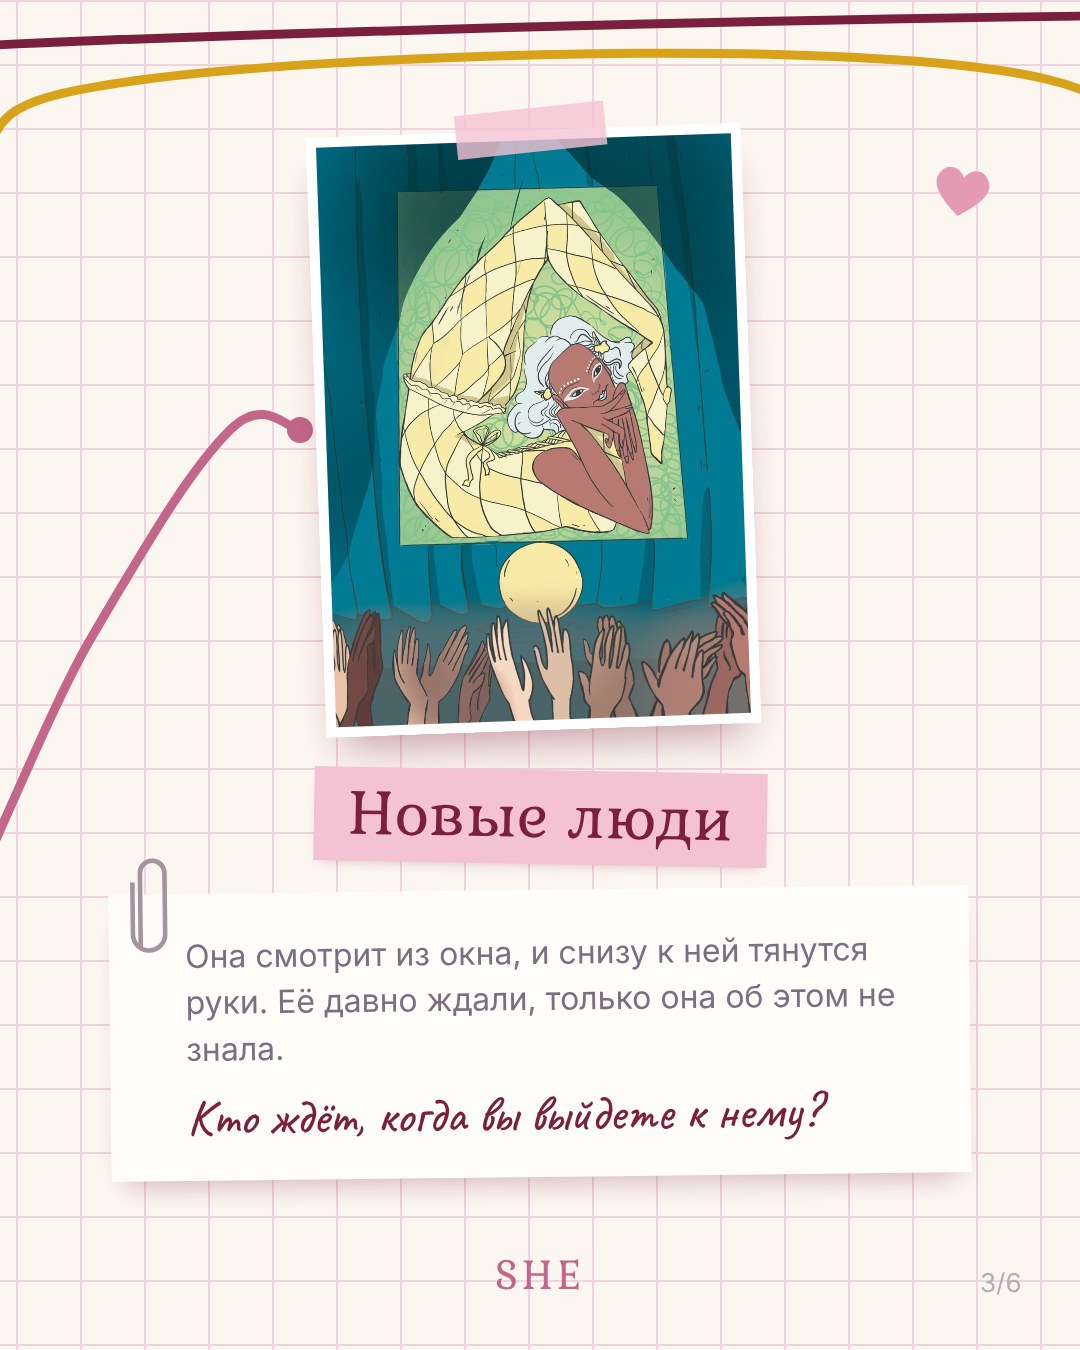 Новые люди
Она смотрит из окна, и снизу к ней тянутся
руки. Её давно ждали, только она об этом не
знала.
Кто ждёт, когда вы выйдете к нему?
SHE
3/6